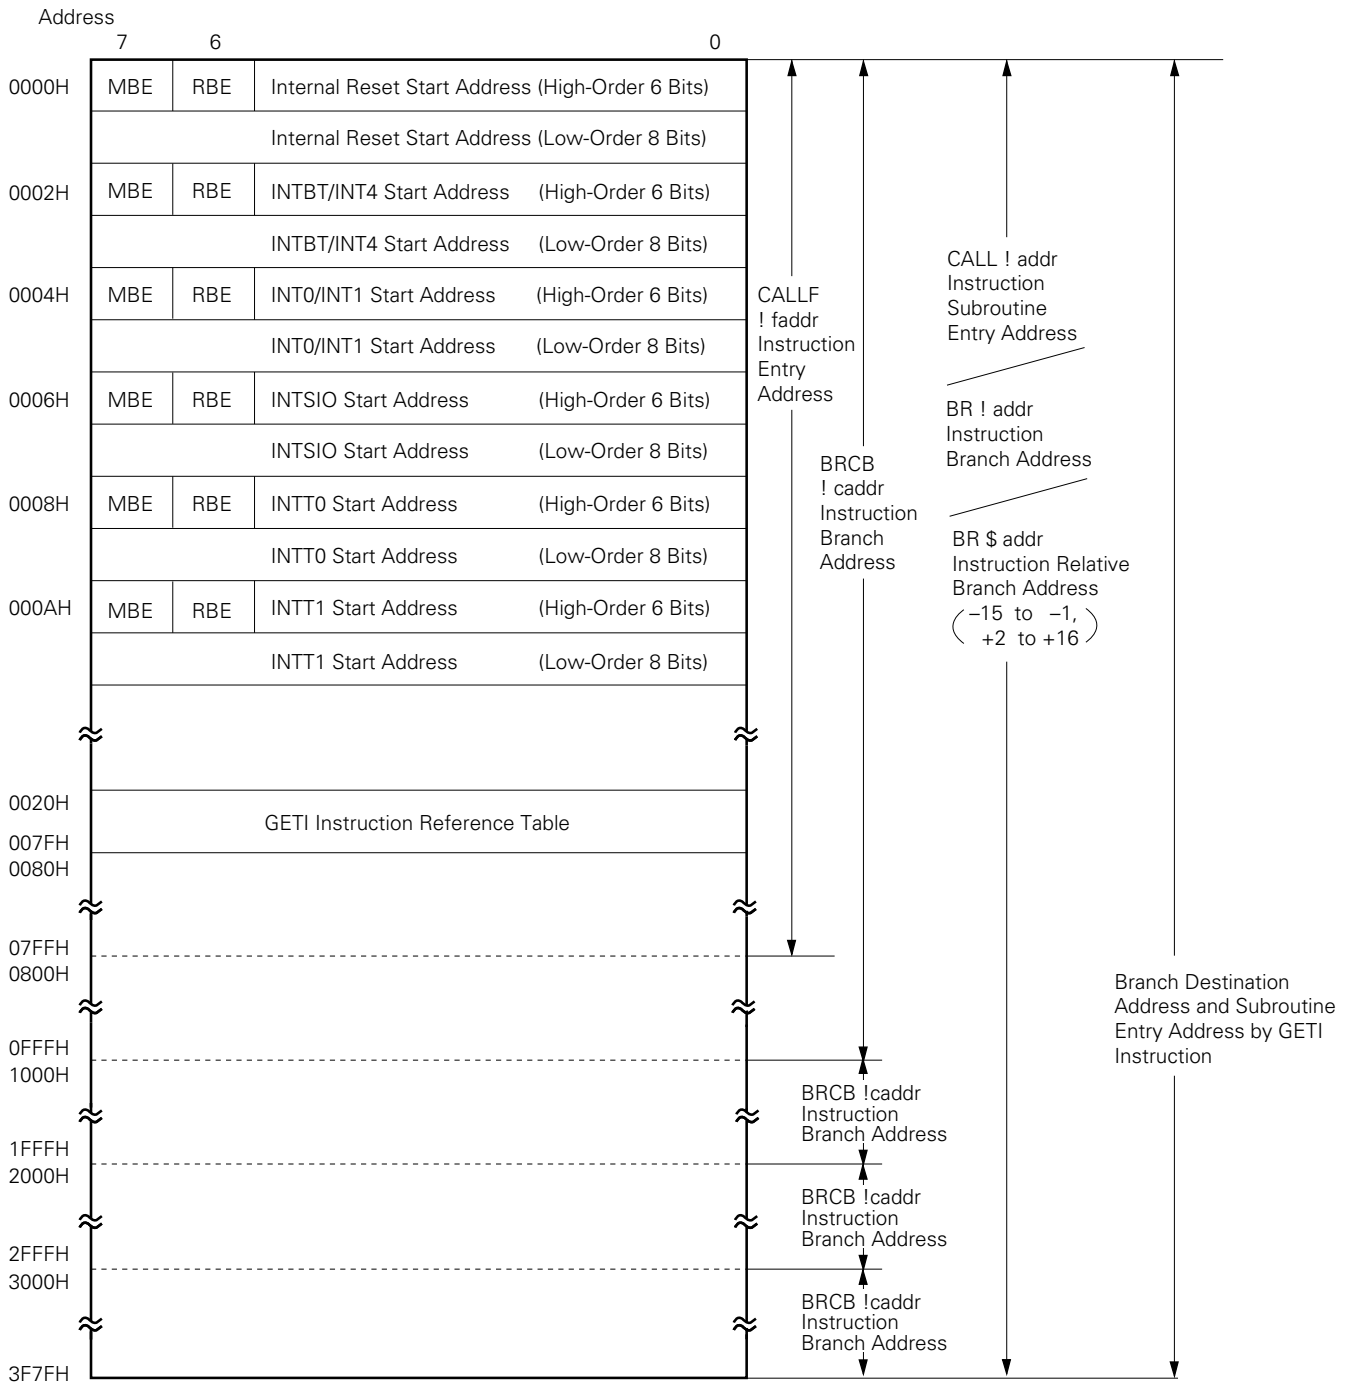 Address
7 6 0
0000H MBE RBE Internal Reset Start Address (High-Order 6 Bits)
Internal Reset Start Address (Low-Order 8 Bits)
0002H MBE RBE INTBT/INT4 Start Address (High-Order 6 Bits)
INTBT/INT4 Start Address (Low-Order 8 Bits)
0004H MBE RBE INT0/INT1 Start Address (High-Order 6 Bits)
INT0/INT1 Start Address (Low-Order 8 Bits)
0006H MBE RBE INTSIO Start Address (High-Order 6 Bits)
INTSIO Start Address (Low-Order 8 Bits)
0008H MBE RBE INTT0 Start Address (High-Order 6 Bits)
INTT0 Start Address (Low-Order 8 Bits)
000AH MBE RBE INTT1 Start Address (High-Order 6 Bits)
INTT1 Start Address (Low-Order 8 Bits)
0020H
GETI Instruction Reference Table
007FH
0080H
07FFH
0800H
0FFFH
1000H
1FFFH
2000H
2FFFH
3000H
3F7FH
CALLF
! faddr
Instruction
Entry
Address
BRCB
! caddr
Instruction
Branch
Address
BRCB !caddr
Instruction
Branch Address
BRCB !caddr
Instruction
Branch Address
BRCB !caddr
Instruction
Branch Address
CALL ! addr
Instruction
Subroutine
Entry Address
BR ! addr
Instruction
Branch Address
BR $ addr
Instruction Relative
Branch Address
(–15 to –1,
+2 to +16)
Branch Destination
Address and Subroutine
Entry Address by GETI
Instruction